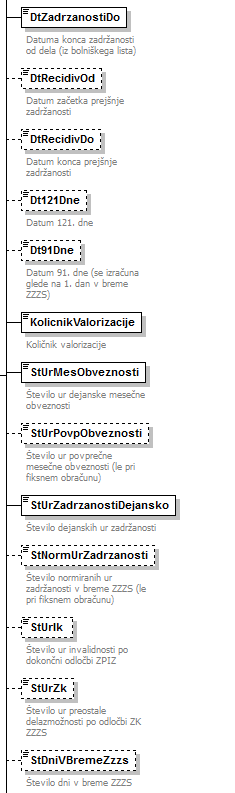 DtZadrzanostiDo
Datuma konca zadržanosti
od dela (iz bolniškega lista)
DtRecidivOd
Datum začetka prejšnje
zadržanosti
DtRecidivDo
Datum konca prejšnje
zadržanosti
Dt121Dne
Datum 121. dne
Dt91Dne
Datum 91. dne (se izračuna
glede na 1. dan v breme
ZZZS)
KolicnikValorizacije
Količnik valorizacije
StUrMesObveznosti
Število ur dejanske mesečne
obveznosti
StUrPovpObveznosti
Število ur povprečne
mesečne obveznosti (le pri
fiksnem obračunu)
StUrZadrzanostiDejansko
Število dejanskih ur zadržanosti
StNormUrZadrzanosti
Število normiranih ur
zadržanosti v breme ZZZS (le
pri fiksnem obračunu)
StUrIk
Število ur invalidnosti po
dokončni odločbi ZPIZ
StUrZk
Število ur preostale
delazmožnosti po odločbi ZK
ZZZS
StDniVBremeZzzs
Število dni v breme ZZZS